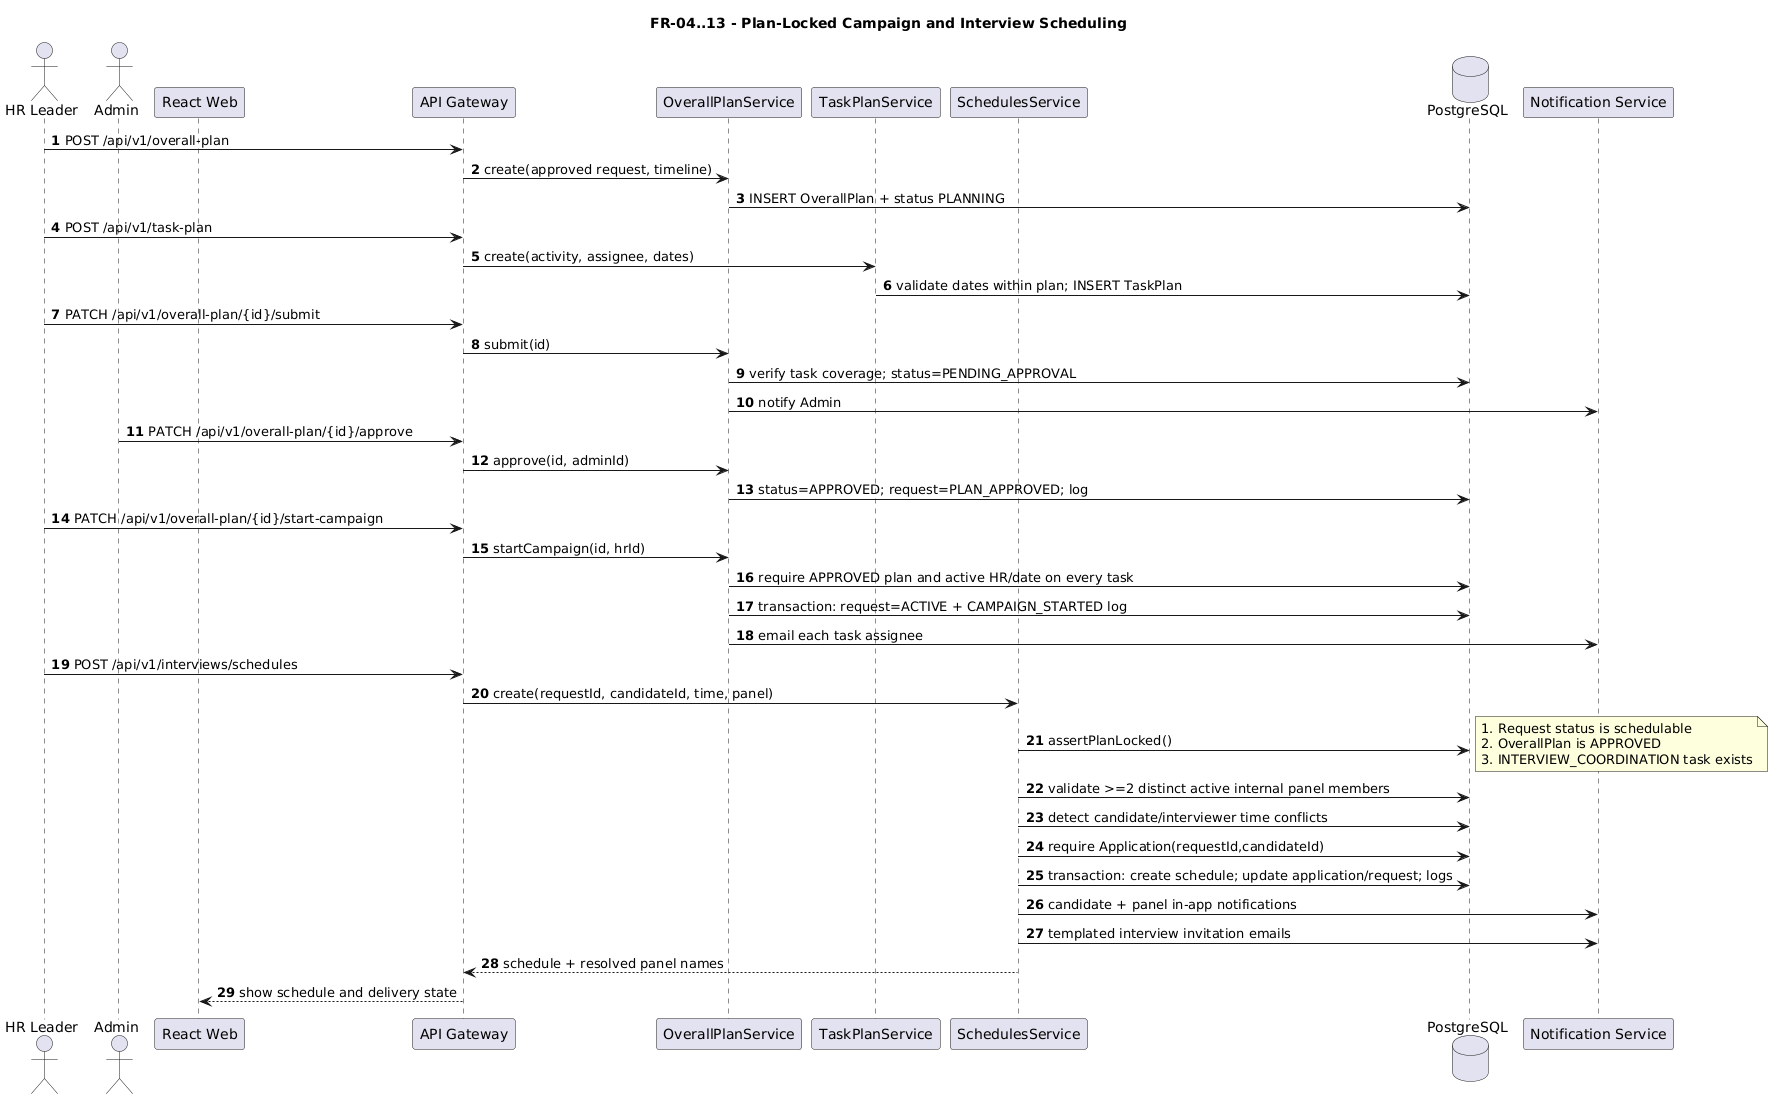 FR-04..13 - Plan-Locked Campaign and Interview Scheduling
HR Leader
Admin
React Web
API Gateway
OverallPlanService
TaskPlanService
SchedulesService
PostgreSQL
Notification Service
1 POST /api/v1/overall-plan
2 create(approved request, timeline)
3 INSERT OverallPlan + status PLANNING
4 POST /api/v1/task-plan
5 create(activity, assignee, dates)
6 validate dates within plan; INSERT TaskPlan
7 PATCH /api/v1/overall-plan/{id}/submit
8 submit(id)
9 verify task coverage; status=PENDING_APPROVAL
10 notify Admin
11 PATCH /api/v1/overall-plan/{id}/approve
12 approve(id, adminId)
13 status=APPROVED; request=PLAN_APPROVED; log
14 PATCH /api/v1/overall-plan/{id}/start-campaign
15 startCampaign(id, hrId)
16 require APPROVED plan and active HR/date on every task
17 transaction: request=ACTIVE + CAMPAIGN_STARTED log
18 email each task assignee
19 POST /api/v1/interviews/schedules
20 create(requestId, candidateId, time, panel)
21 assertPlanLocked()
1. Request status is schedulable
2. OverallPlan is APPROVED
3. INTERVIEW_COORDINATION task exists
22 validate >=2 distinct active internal panel members
23 detect candidate/interviewer time conflicts
24 require Application(requestId,candidateId)
25 transaction: create schedule; update application/request; logs
26 candidate + panel in-app notifications
27 templated interview invitation emails
28 schedule + resolved panel names
29 show schedule and delivery state
HR Leader
Admin
React Web
API Gateway
OverallPlanService
TaskPlanService
SchedulesService
PostgreSQL
Notification Service